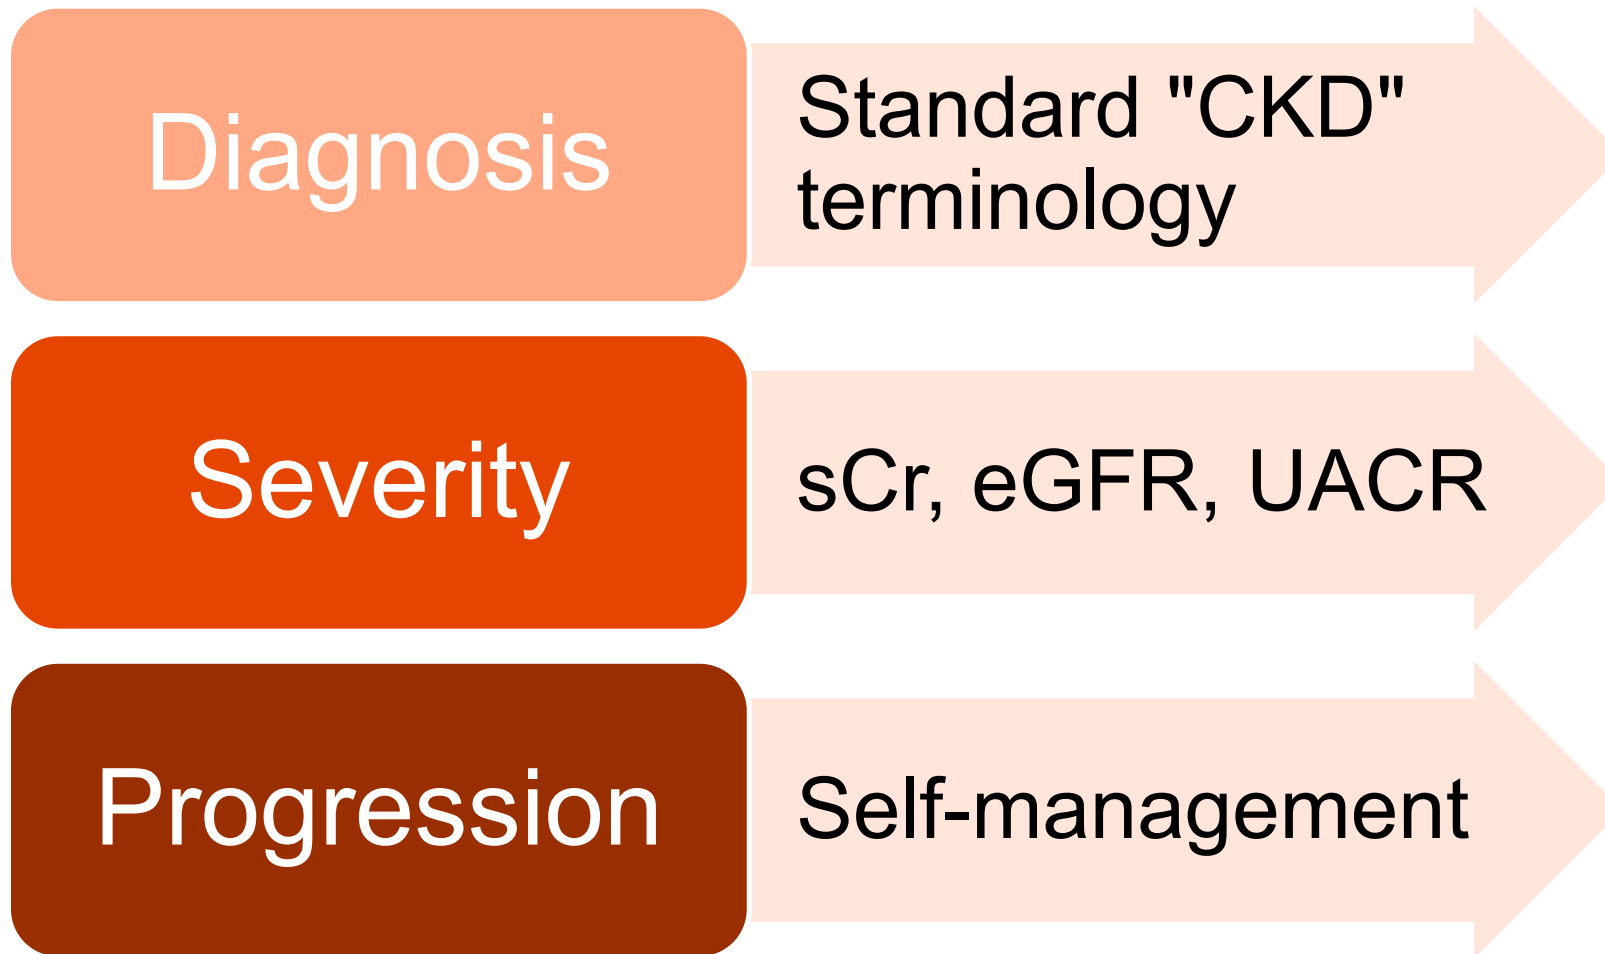 Diagnosis
Standard "CKD"
terminology
Severity
sCr, eGFR, UACR
Progression
Self-management